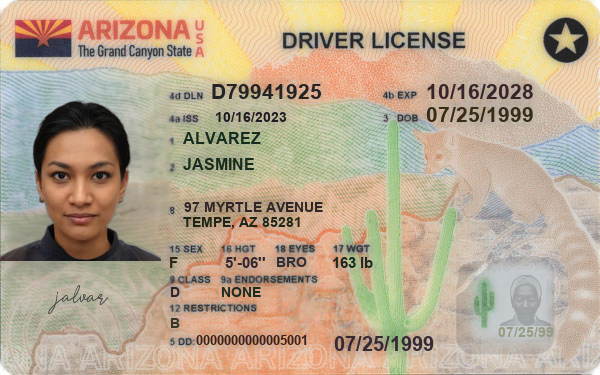 ARIZONA USA
The Grand Canyon State
DRIVER LICENSE
4d DLN D79941925 4b EXP 10/16/2028
4a ISS 10/16/2023 3 DOB 07/25/1999
1 ALVAREZ
2 JASMINE
8 97 MYRTLE AVENUE
TEMPE, AZ 85281
15 SEX 16 HGT 18 EYES 17 WGT
F 5'-06" BRO 163 lb
9 CLASS 9a ENDORSEMENTS
D NONE
jalvar
12 RESTRICTIONS
B
07/25/99
5 DD: 0000000000005001 07/25/1999
ARIZONA ARIZONA ARIZONA ARIZONA